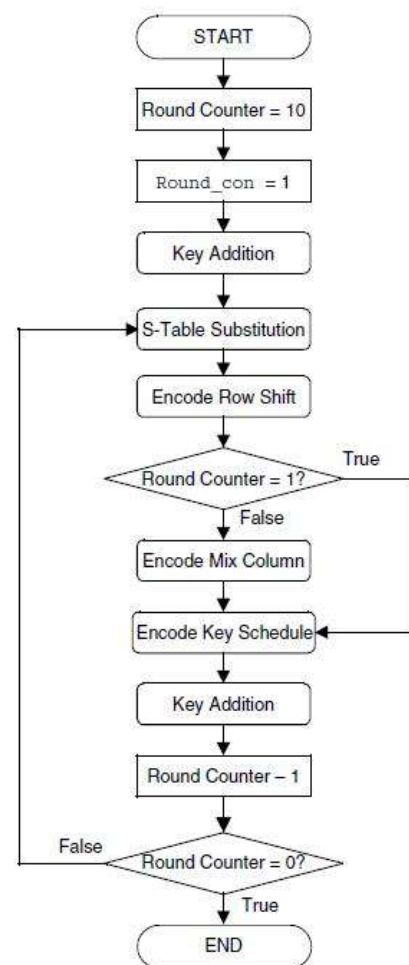 START
Round Counter = 10
Round_con = 1
Key Addition
S-Table Substitution
Encode Row Shift
Round Counter = 1?
True
False
Encode Mix Column
Encode Key Schedule
Key Addition
Round Counter – 1
False
Round Counter = 0?
True
END